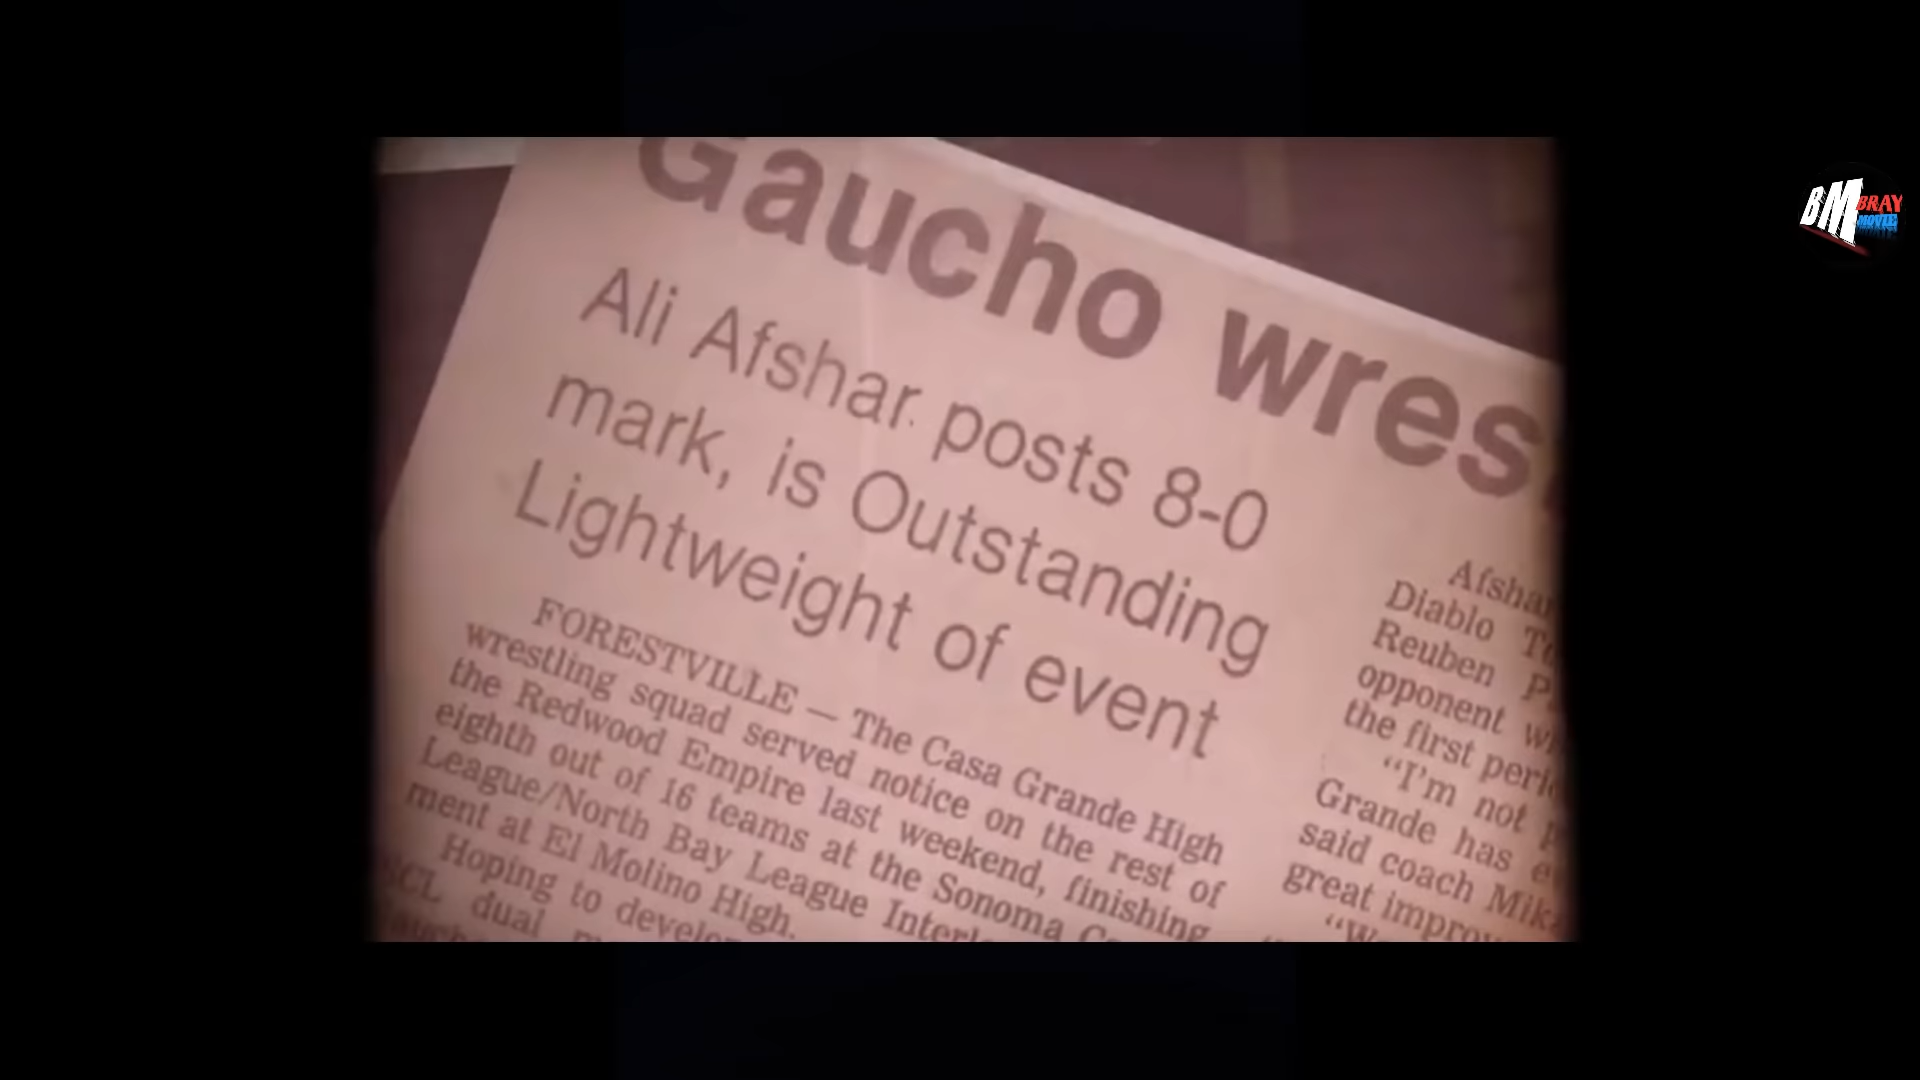 Gaucho wres
Ali Afshar posts 8-0
mark, is Outstanding
Lightweight of event
FORESTVILLE — The Casa Grande High
wrestling squad served notice on the rest of
the Redwood Empire last weekend, finishing
eighth out of 16 teams at the Sonoma
League/North Bay League
ment at El Molino High.
Hoping to
dual
Afshar
Diablo
Reuben
opponent
the first
“I’m not
Grande has
said coach
great
BM
BRAY
MOVIE